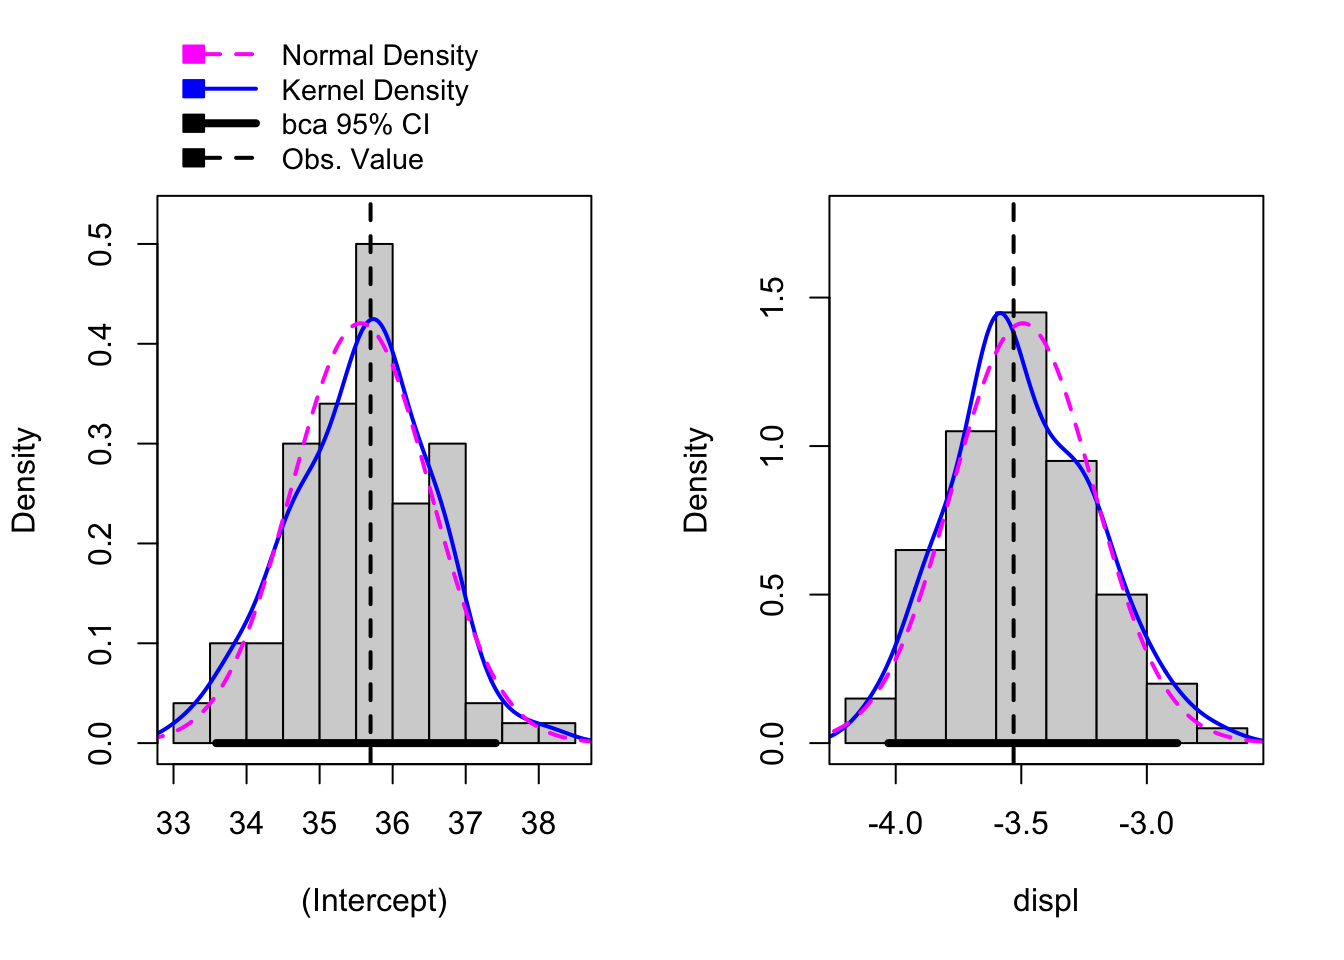 Normal Density
Kernel Density
bca 95% CI
Obs. Value
Density
0.0 0.1 0.2 0.3 0.4 0.5
33 34 35 36 37 38
(Intercept)
Density
0.0 0.5 1.0 1.5
-4.0 -3.5 -3.0
displ